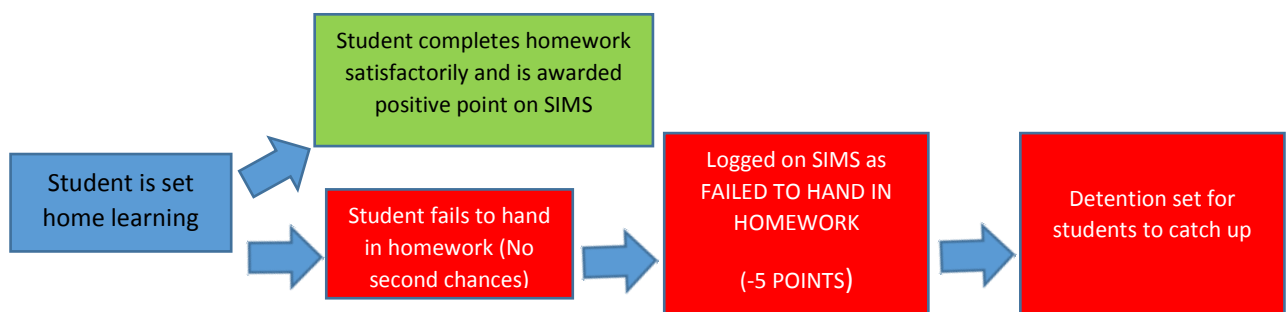 Student is set
home learning
Student completes homework
satisfactorily and is awarded
positive point on SIMS
Student fails to hand
in homework (No
second chances)
Logged on SIMS as
FAILED TO HAND IN
HOMEWORK
(-5 POINTS)
Detention set for
students to catch up